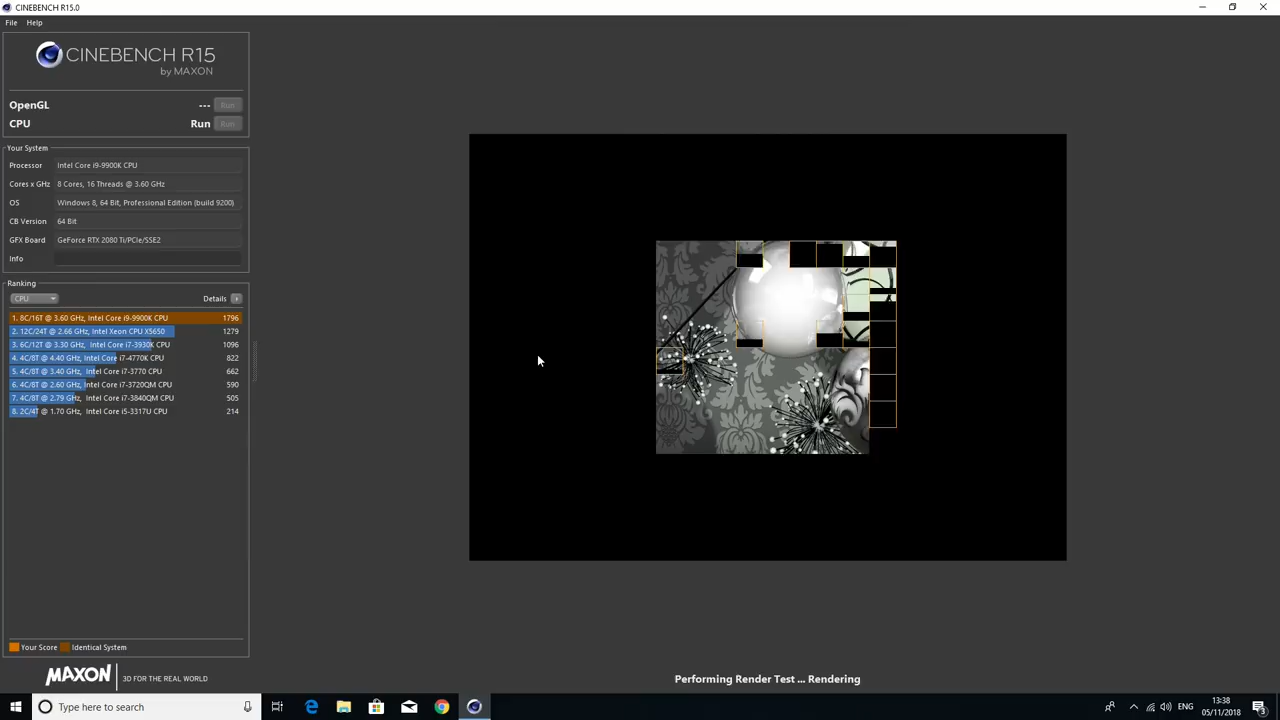 CINEBENCH R15.0
File Help
CINEBENCH R15
by MAXON
OpenGL --- Run
CPU Run Run
Your System
Processor Intel Core i9-9900K CPU
Cores x GHz 8 Cores, 16 Threads @ 3.60 GHz
OS Windows 8, 64 Bit, Professional Edition (build 9200)
CB Version 64 Bit
GFX Board GeForce RTX 2080 Ti/PCIe/SSE2
Info
Ranking
CPU Details +
1. 8C/16T @ 3.60 GHz, Intel Core i9-9900K CPU 1796
2. 12C/24T @ 2.66 GHz, Intel Xeon CPU X5650 1279
3. 6C/12T @ 3.30 GHz, Intel Core i7-3930K CPU 1096
4. 4C/8T @ 4.40 GHz, Intel Core i7-4770K CPU 822
5. 4C/8T @ 3.40 GHz, Intel Core i7-3770 CPU 662
6. 4C/8T @ 2.60 GHz, Intel Core i7-3720QM CPU 590
7. 4C/8T @ 2.79 GHz, Intel Core i7-3840QM CPU 505
8. 2C/4T @ 1.70 GHz, Intel Core i5-3317U CPU 214
Your Score Identical System
MAXON 3D FOR THE REAL WORLD
Performing Render Test ... Rendering
Type here to search
ENG
13:38
05/11/2018
3